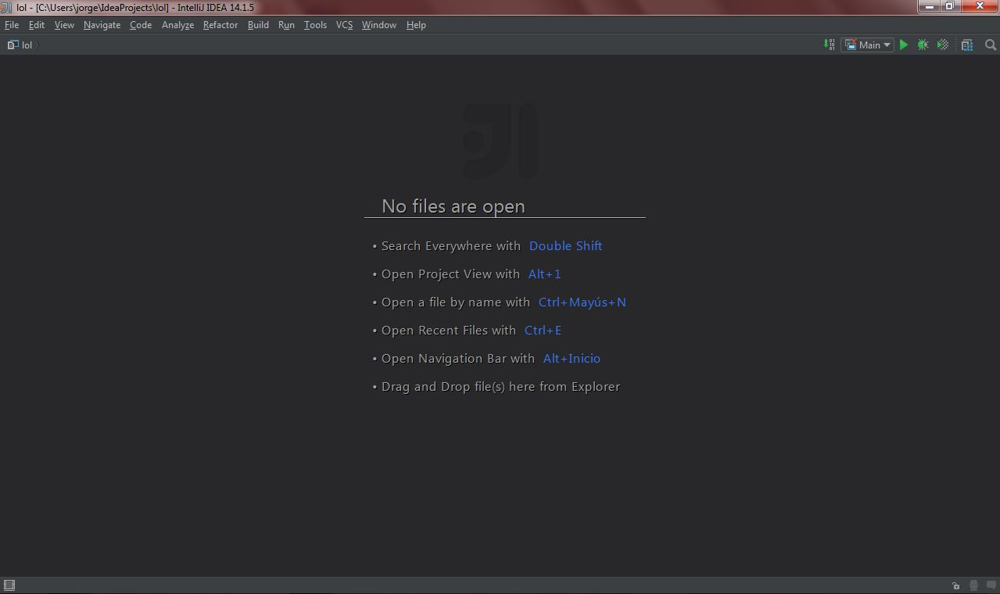 lol - [C:\Users\jorge\IdeaProjects\lol] - IntelliJ IDEA 14.1.5
File Edit View Navigate Code Analyze Refactor Build Run Tools VCS Window Help
lol Main
No files are open
• Search Everywhere with Double Shift
• Open Project View with Alt+1
• Open a file by name with Ctrl+Mayús+N
• Open Recent Files with Ctrl+E
• Open Navigation Bar with Alt+Inicio
• Drag and Drop file(s) here from Explorer